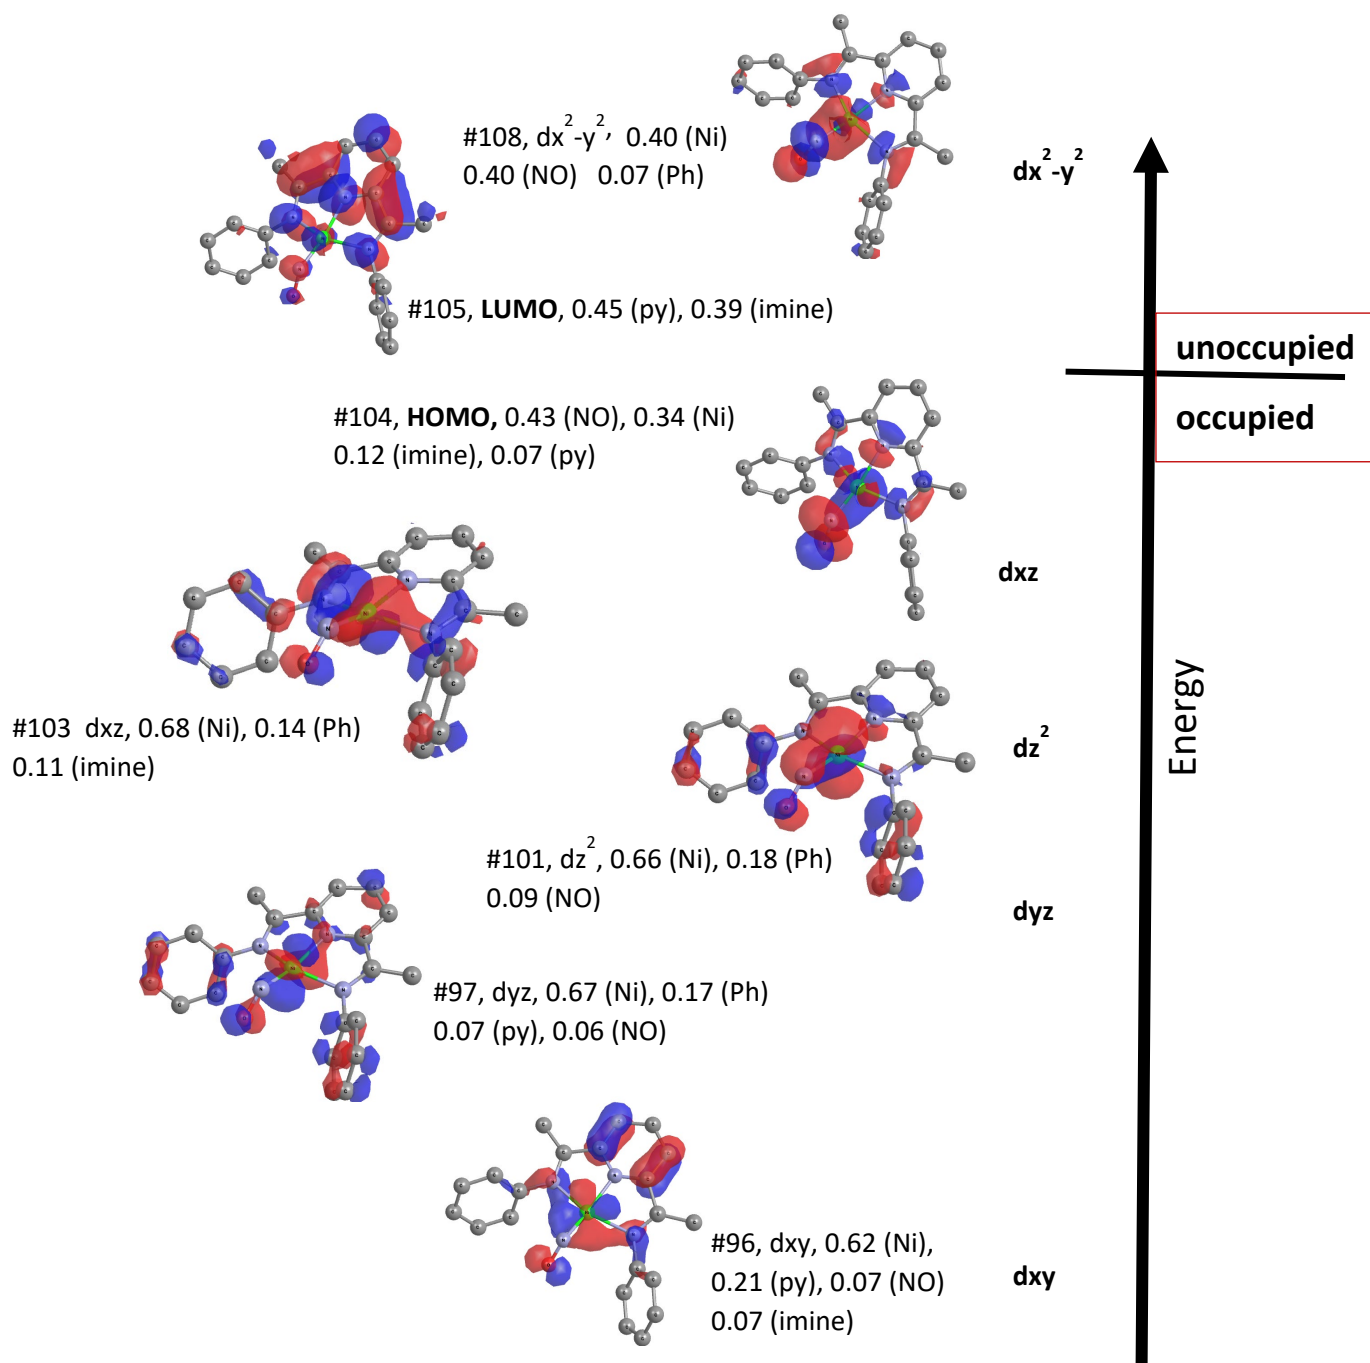 #108, dx²-y², 0.40 (Ni)
0.40 (NO) 0.07 (Ph)
dx²-y²
#105, LUMO, 0.45 (py), 0.39 (imine)
unoccupied
occupied
#104, HOMO, 0.43 (NO), 0.34 (Ni)
0.12 (imine), 0.07 (py)
dxz
#103 dxz, 0.68 (Ni), 0.14 (Ph)
0.11 (imine)
dz²
Energy
#101, dz², 0.66 (Ni), 0.18 (Ph)
0.09 (NO)
dyz
#97, dyz, 0.67 (Ni), 0.17 (Ph)
0.07 (py), 0.06 (NO)
#96, dxy, 0.62 (Ni),
0.21 (py), 0.07 (NO)
0.07 (imine)
dxy